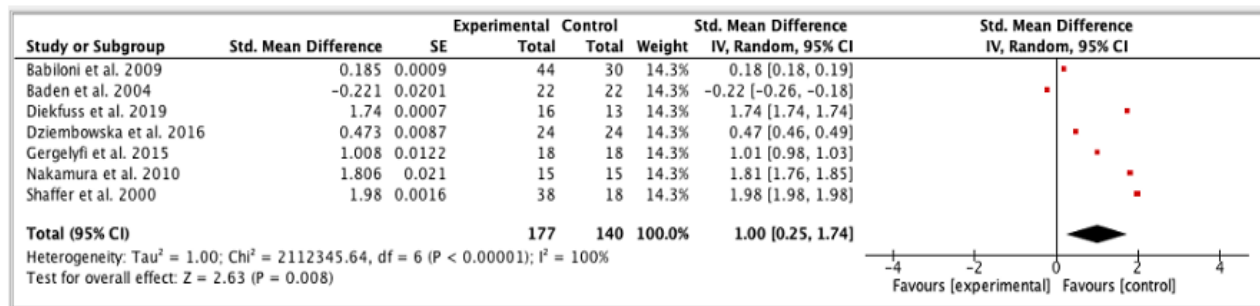 Experimental Control Std. Mean Difference Std. Mean Difference
Study or Subgroup Std. Mean Difference SE Total Total Weight IV, Random, 95% CI IV, Random, 95% CI
Babiloni et al. 2009 0.185 0.0009 44 30 14.3% 0.18 [0.18, 0.19]
Baden et al. 2004 −0.221 0.0201 22 22 14.3% −0.22 [−0.26, −0.18]
Diekfuss et al. 2019 1.74 0.0007 16 13 14.3% 1.74 [1.74, 1.74]
Dziembowska et al. 2016 0.473 0.0087 24 24 14.3% 0.47 [0.46, 0.49]
Gergelyfi et al. 2015 1.008 0.0122 18 18 14.3% 1.01 [0.98, 1.03]
Nakamura et al. 2010 1.806 0.021 15 15 14.3% 1.81 [1.76, 1.85]
Shaffer et al. 2000 1.98 0.0016 38 18 14.3% 1.98 [1.98, 1.98]
Total (95% CI) 177 140 100.0% 1.00 [0.25, 1.74]
Heterogeneity: Tau² = 1.00; Chi² = 2112345.64, df = 6 (P < 0.00001); I² = 100%
Test for overall effect: Z = 2.63 (P = 0.008)
−4 −2 0 2 4
Favours [experimental] Favours [control]